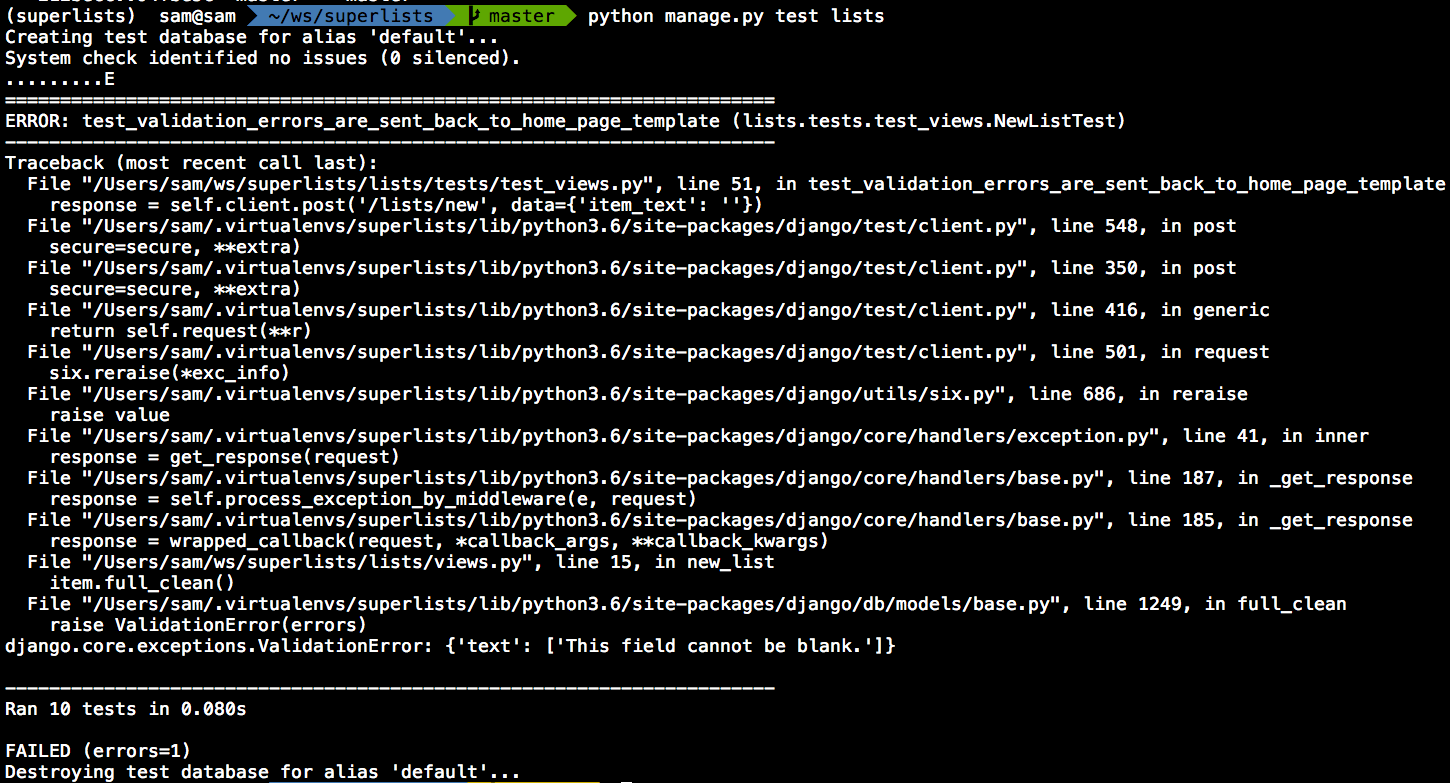 (superlists) sam@sam ~/ws/superlists master python manage.py test lists
Creating test database for alias 'default'...
System check identified no issues (0 silenced).
.........E
======================================================================
ERROR: test_validation_errors_are_sent_back_to_home_page_template (lists.tests.test_views.NewListTest)
----------------------------------------------------------------------
Traceback (most recent call last):
  File "/Users/sam/ws/superlists/lists/tests/test_views.py", line 51, in test_validation_errors_are_sent_back_to_home_page_template
    response = self.client.post('/lists/new', data={'item_text': ''})
  File "/Users/sam/.virtualenvs/superlists/lib/python3.6/site-packages/django/test/client.py", line 548, in post
    secure=secure, **extra)
  File "/Users/sam/.virtualenvs/superlists/lib/python3.6/site-packages/django/test/client.py", line 350, in post
    secure=secure, **extra)
  File "/Users/sam/.virtualenvs/superlists/lib/python3.6/site-packages/django/test/client.py", line 416, in generic
    return self.request(**r)
  File "/Users/sam/.virtualenvs/superlists/lib/python3.6/site-packages/django/test/client.py", line 501, in request
    six.reraise(*exc_info)
  File "/Users/sam/.virtualenvs/superlists/lib/python3.6/site-packages/django/utils/six.py", line 686, in reraise
    raise value
  File "/Users/sam/.virtualenvs/superlists/lib/python3.6/site-packages/django/core/handlers/exception.py", line 41, in inner
    response = get_response(request)
  File "/Users/sam/.virtualenvs/superlists/lib/python3.6/site-packages/django/core/handlers/base.py", line 187, in _get_response
    response = self.process_exception_by_middleware(e, request)
  File "/Users/sam/.virtualenvs/superlists/lib/python3.6/site-packages/django/core/handlers/base.py", line 185, in _get_response
    response = wrapped_callback(request, *callback_args, **callback_kwargs)
  File "/Users/sam/ws/superlists/lists/views.py", line 15, in new_list
    item.full_clean()
  File "/Users/sam/.virtualenvs/superlists/lib/python3.6/site-packages/django/db/models/base.py", line 1249, in full_clean
    raise ValidationError(errors)
django.core.exceptions.ValidationError: {'text': ['This field cannot be blank.']}
----------------------------------------------------------------------
Ran 10 tests in 0.080s
FAILED (errors=1)
Destroying test database for alias 'default'...